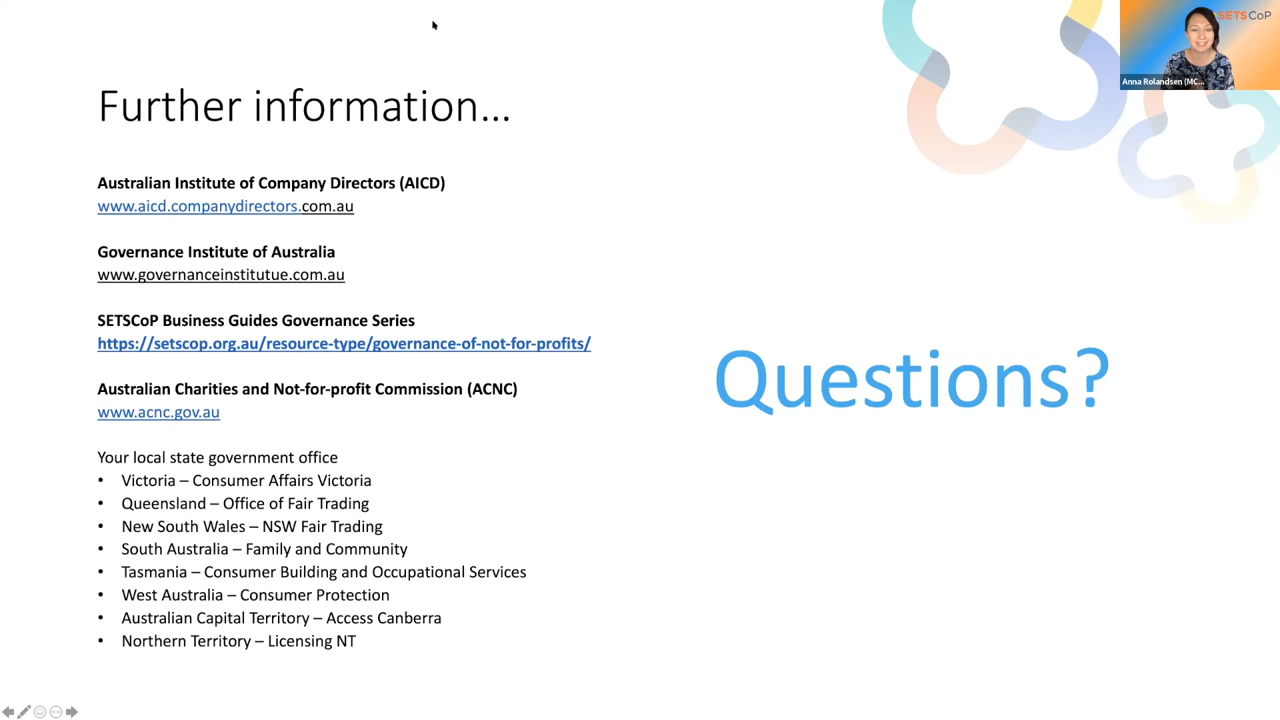 SETSCoP
Anna Rolandsen (MC...
Further information...
Australian Institute of Company Directors (AICD)
www.aicd.companydirectors.com.au
Governance Institute of Australia
www.governanceinstitutue.com.au
SETSCoP Business Guides Governance Series
https://setscop.org.au/resource-type/governance-of-not-for-profits/
Australian Charities and Not-for-profit Commission (ACNC)
www.acnc.gov.au
Your local state government office
• Victoria – Consumer Affairs Victoria
• Queensland – Office of Fair Trading
• New South Wales – NSW Fair Trading
• South Australia – Family and Community
• Tasmania – Consumer Building and Occupational Services
• West Australia – Consumer Protection
• Australian Capital Territory – Access Canberra
• Northern Territory – Licensing NT
Questions?